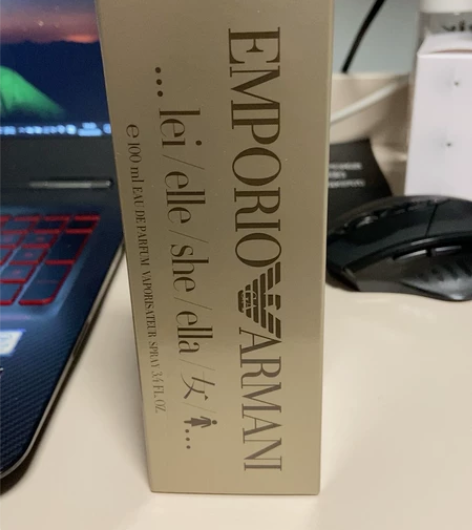 EMPORIO ARMANI
... lei/elle/she/ella/女/...
e 100 ml EAU DE PARFUM VAPORISATEUR SPRAY 3.4 FL.OZ.